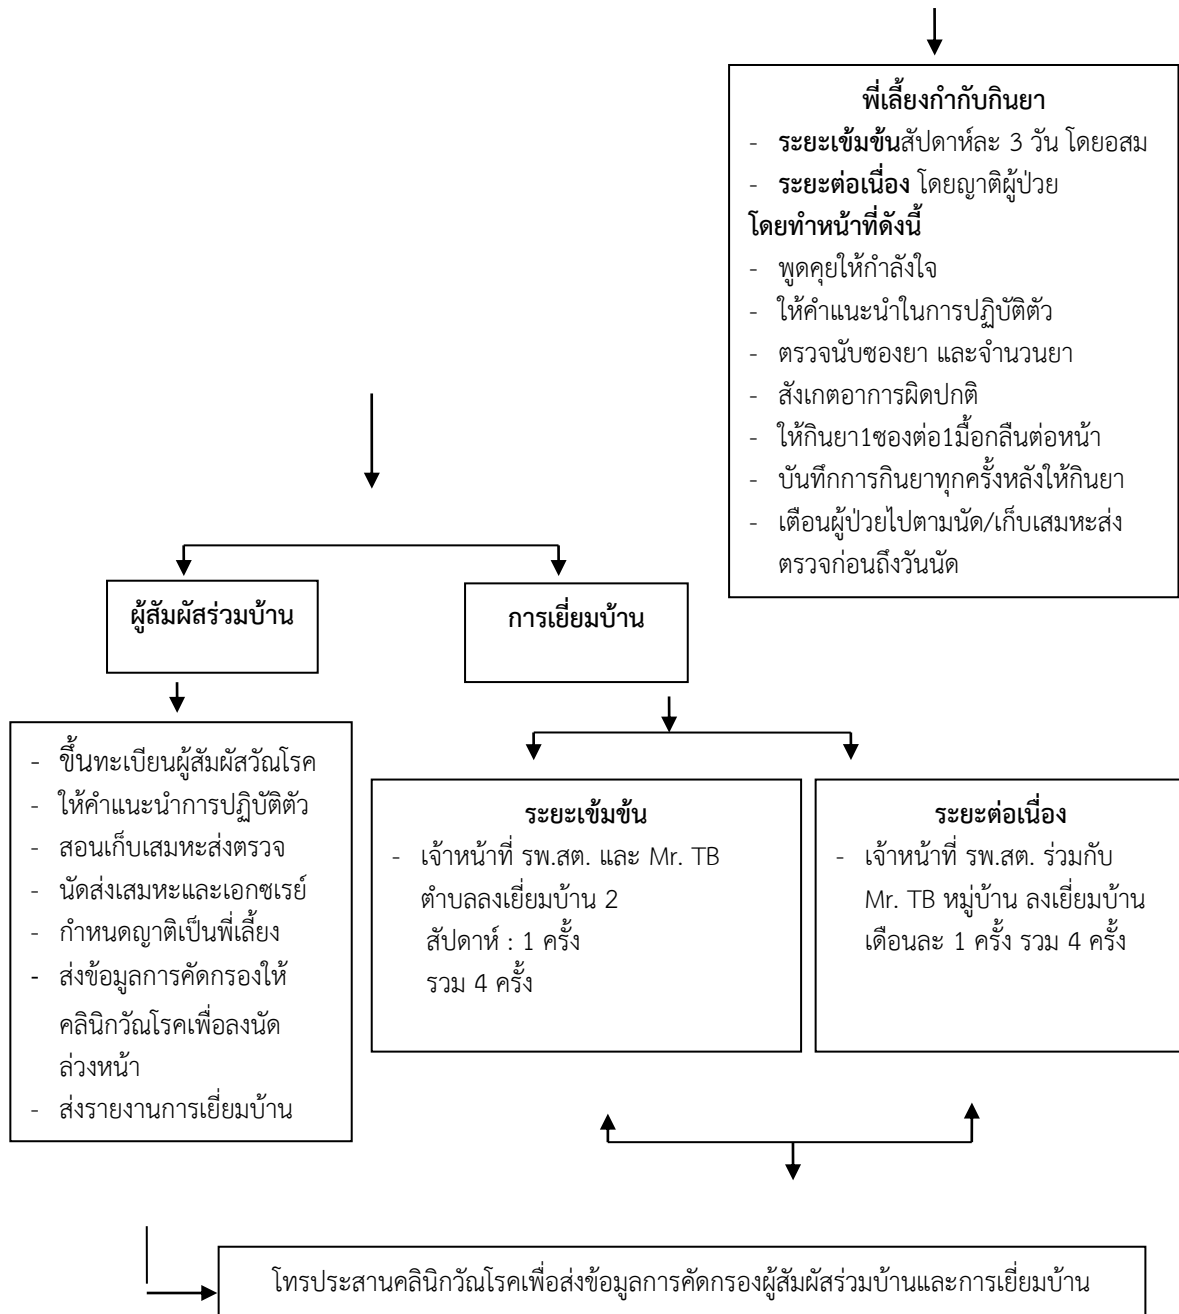 พี่เลี้ยงกำกับกินยา
- ระยะเข้มข้นสัปดาห์ละ 3 วัน โดยอสม
- ระยะต่อเนื่อง โดยญาติผู้ป่วย
โดยทำหน้าที่ดังนี้
- พูดคุยให้กำลังใจ
- ให้คำแนะนำในการปฏิบัติตัว
- ตรวจนับซองยา และจำนวนยา
- สังเกตอาการผิดปกติ
- ให้กินยา1ซองต่อ1มื้อกลืนต่อหน้า
- บันทึกการกินยาทุกครั้งหลังให้กินยา
- เตือนผู้ป่วยไปตามนัด/เก็บเสมหะส่ง
ตรวจก่อนถึงวันนัด
ผู้สัมผัสร่วมบ้าน
การเยี่ยมบ้าน
- ขึ้นทะเบียนผู้สัมผัสวัณโรค
- ให้คำแนะนำการปฏิบัติตัว
- สอนเก็บเสมหะส่งตรวจ
- นัดส่งเสมหะและเอกซเรย์
- กำหนดญาติเป็นพี่เลี้ยง
- ส่งข้อมูลการคัดกรองให้
คลินิกวัณโรคเพื่อลงนัด
ล่วงหน้า
- ส่งรายงานการเยี่ยมบ้าน
ระยะเข้มข้น
- เจ้าหน้าที่ รพ.สต. และ Mr. TB
ตำบลลงเยี่ยมบ้าน 2
สัปดาห์ : 1 ครั้ง
รวม 4 ครั้ง
ระยะต่อเนื่อง
- เจ้าหน้าที่ รพ.สต. ร่วมกับ
Mr. TB หมู่บ้าน ลงเยี่ยมบ้าน
เดือนละ 1 ครั้ง รวม 4 ครั้ง
โทรประสานคลินิกวัณโรคเพื่อส่งข้อมูลการคัดกรองผู้สัมผัสร่วมบ้านและการเยี่ยมบ้าน